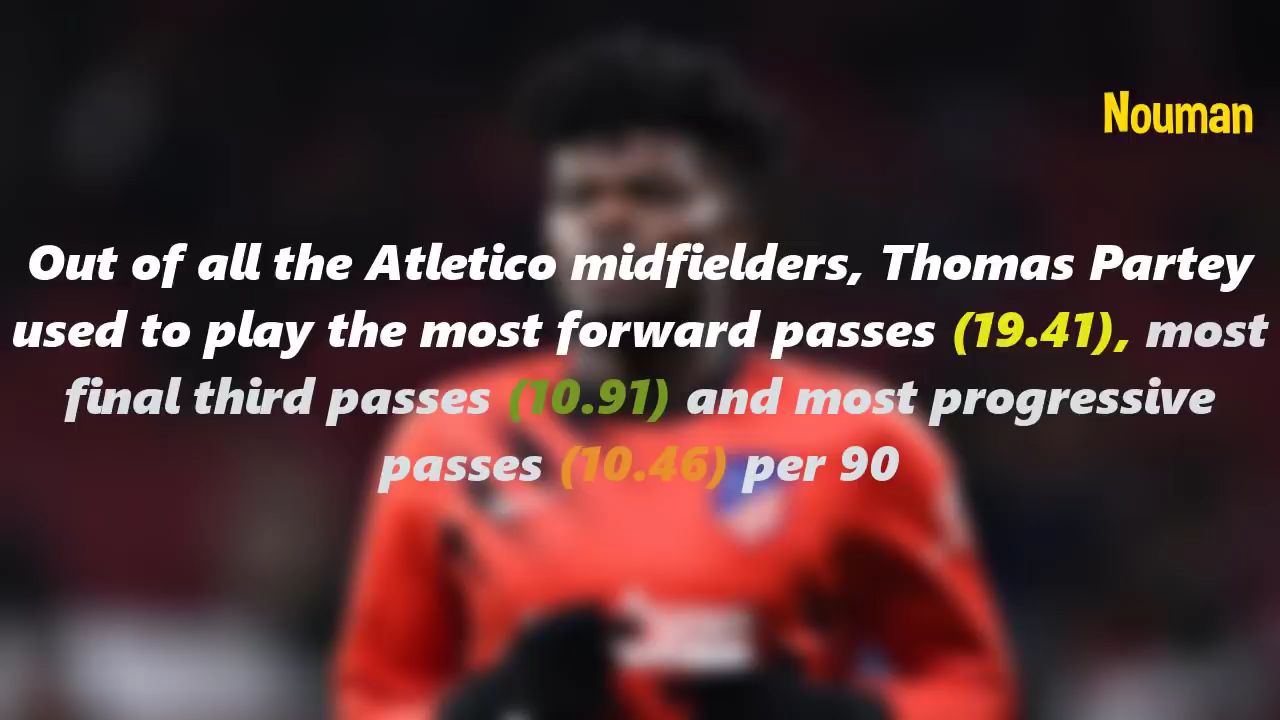 Nouman
Out of all the Atletico midfielders, Thomas Partey
used to play the most forward passes (19.41), most
final third passes (10.91) and most progressive
passes (10.46) per 90